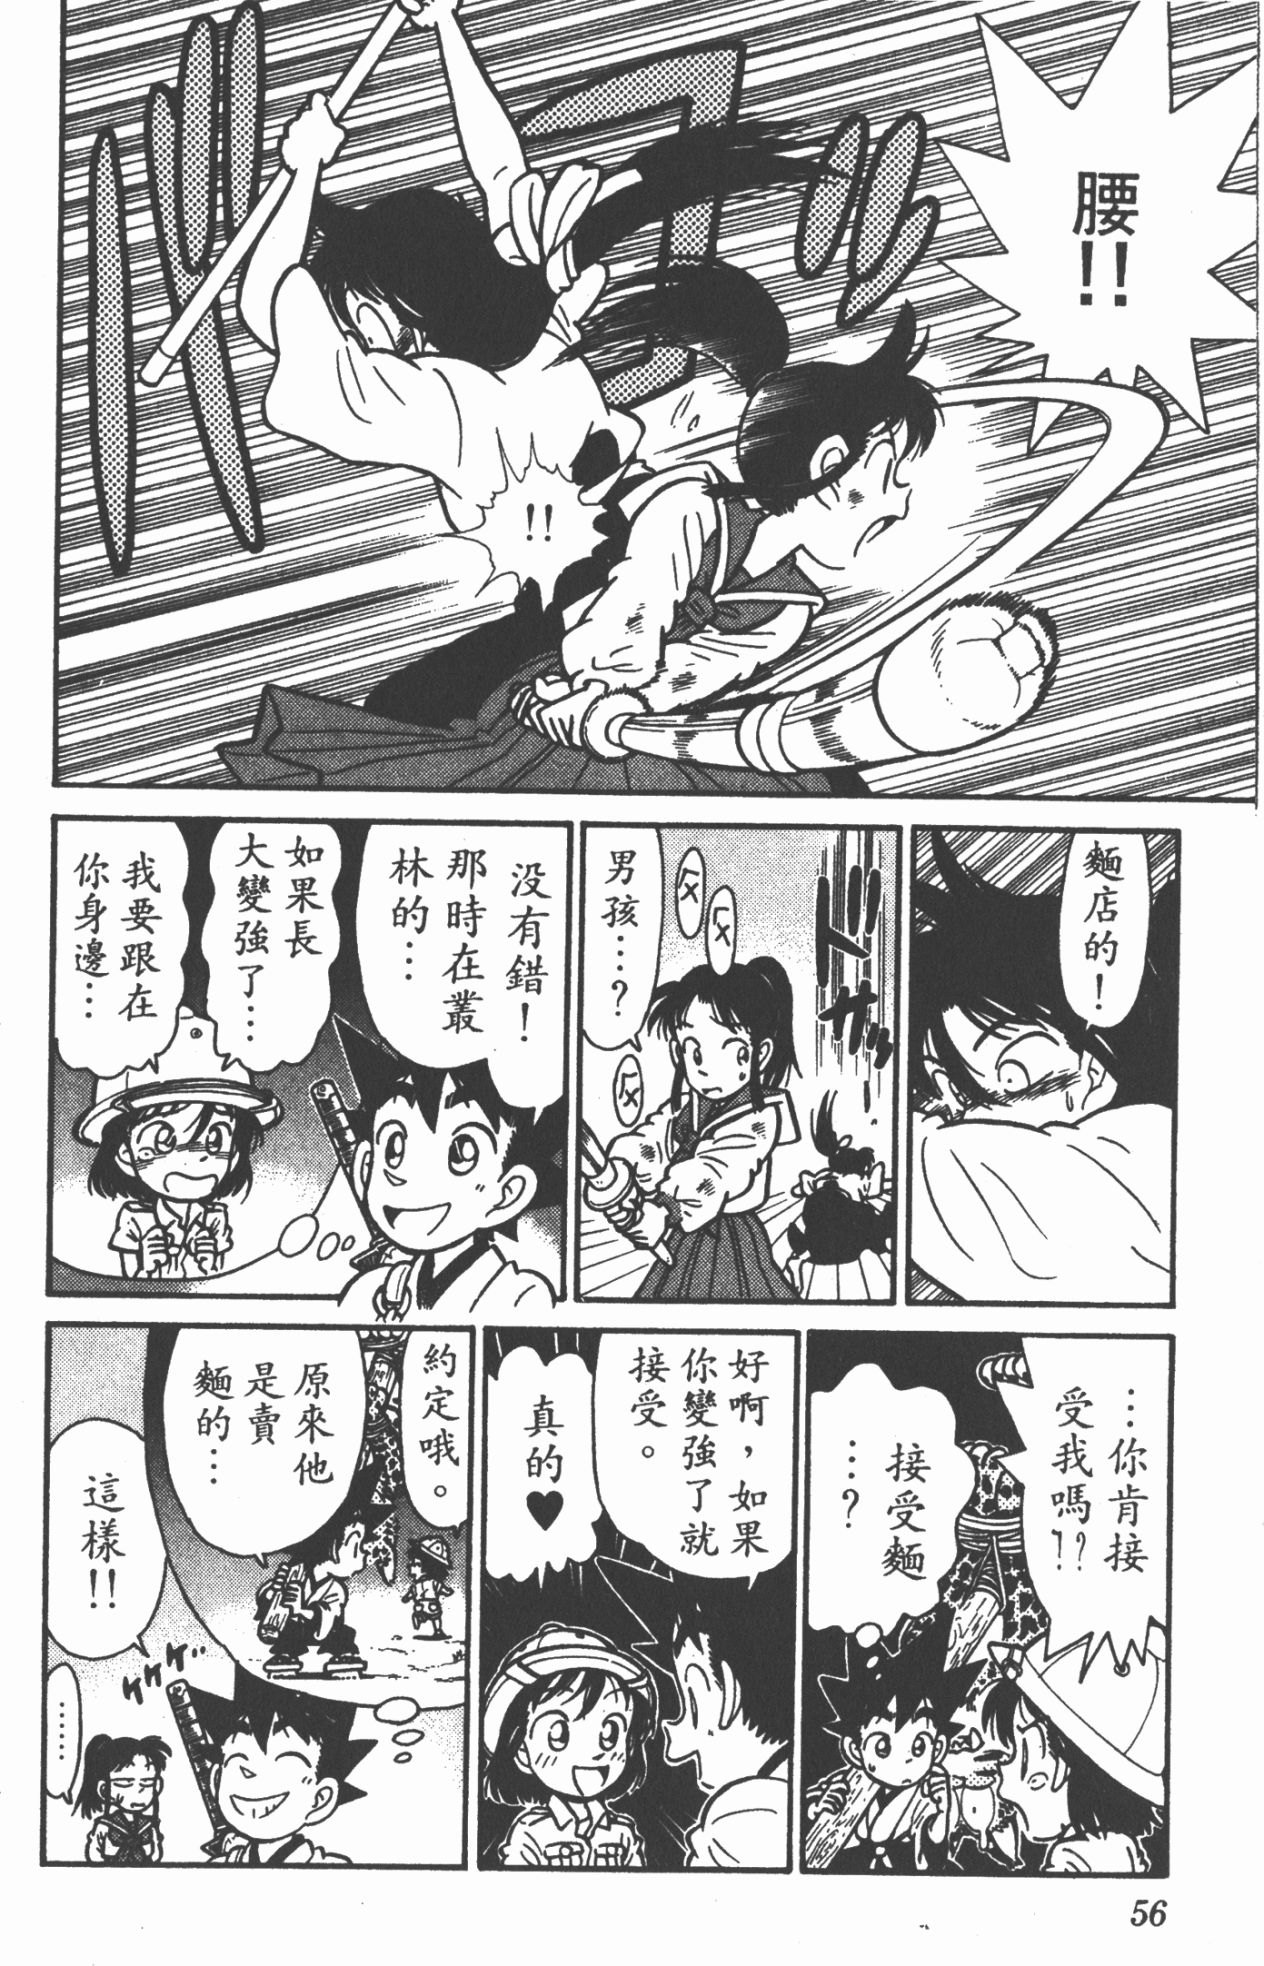 腰!!
!!
麵店的！
男孩…？
没有錯！
那時在叢
林的…
如果長
大變強了…
我要跟在
你身邊…
…你肯接
受我嗎!?
接受麵
…？
好啊，如果
你變強了就
接受。
真的♥
約定哦。
原來他
是賣
麵的…
這樣!!
……
56